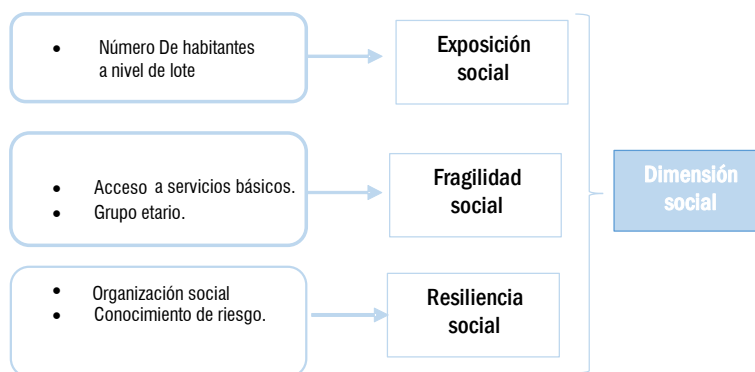 • Número De habitantes
a nivel de lote
Exposición
social
• Acceso a servicios básicos.
• Grupo etario.
Fragilidad
social
• Organización social
• Conocimiento de riesgo.
Resiliencia
social
Dimensión
social